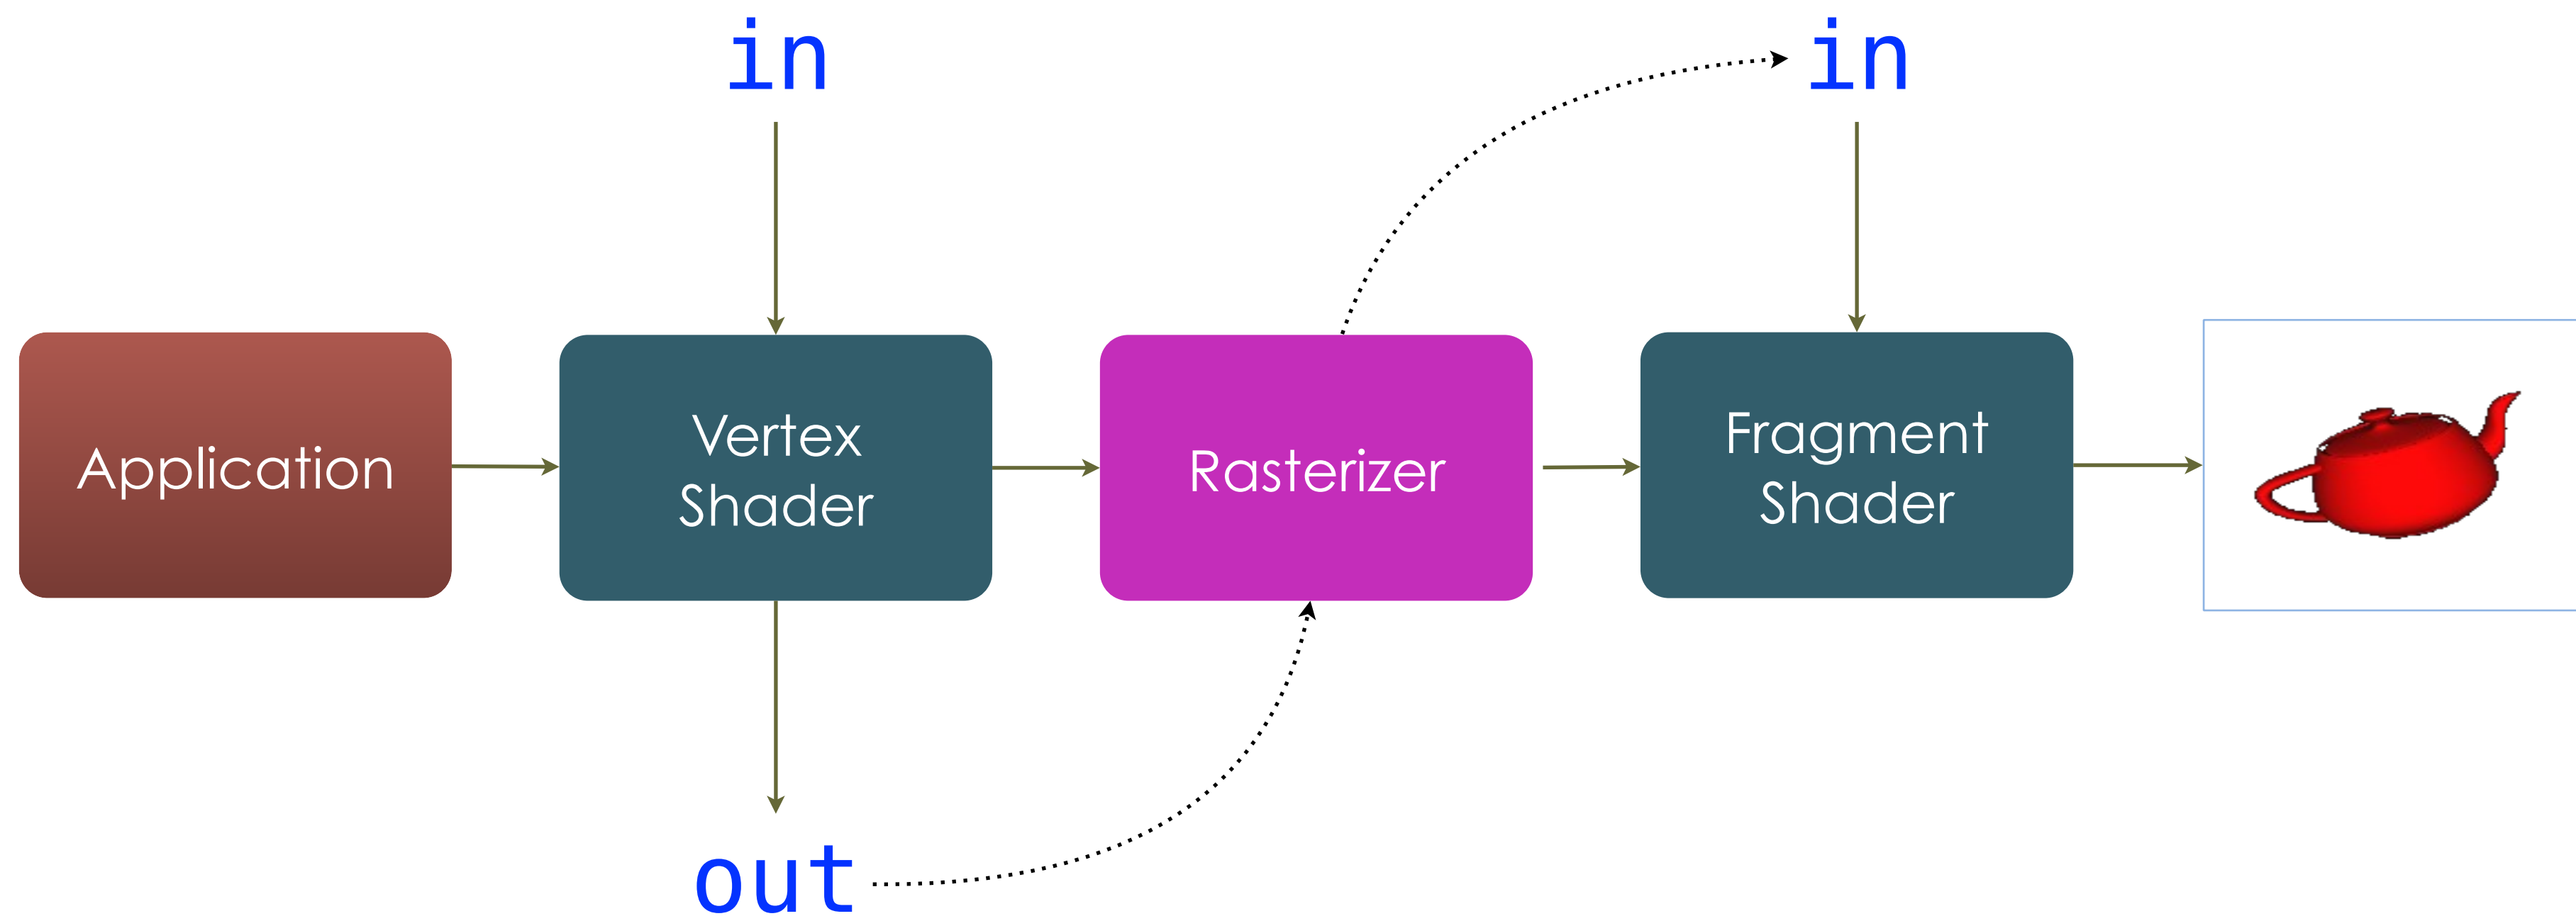 in
in
Application
Vertex
Shader
Rasterizer
Fragment
Shader
out